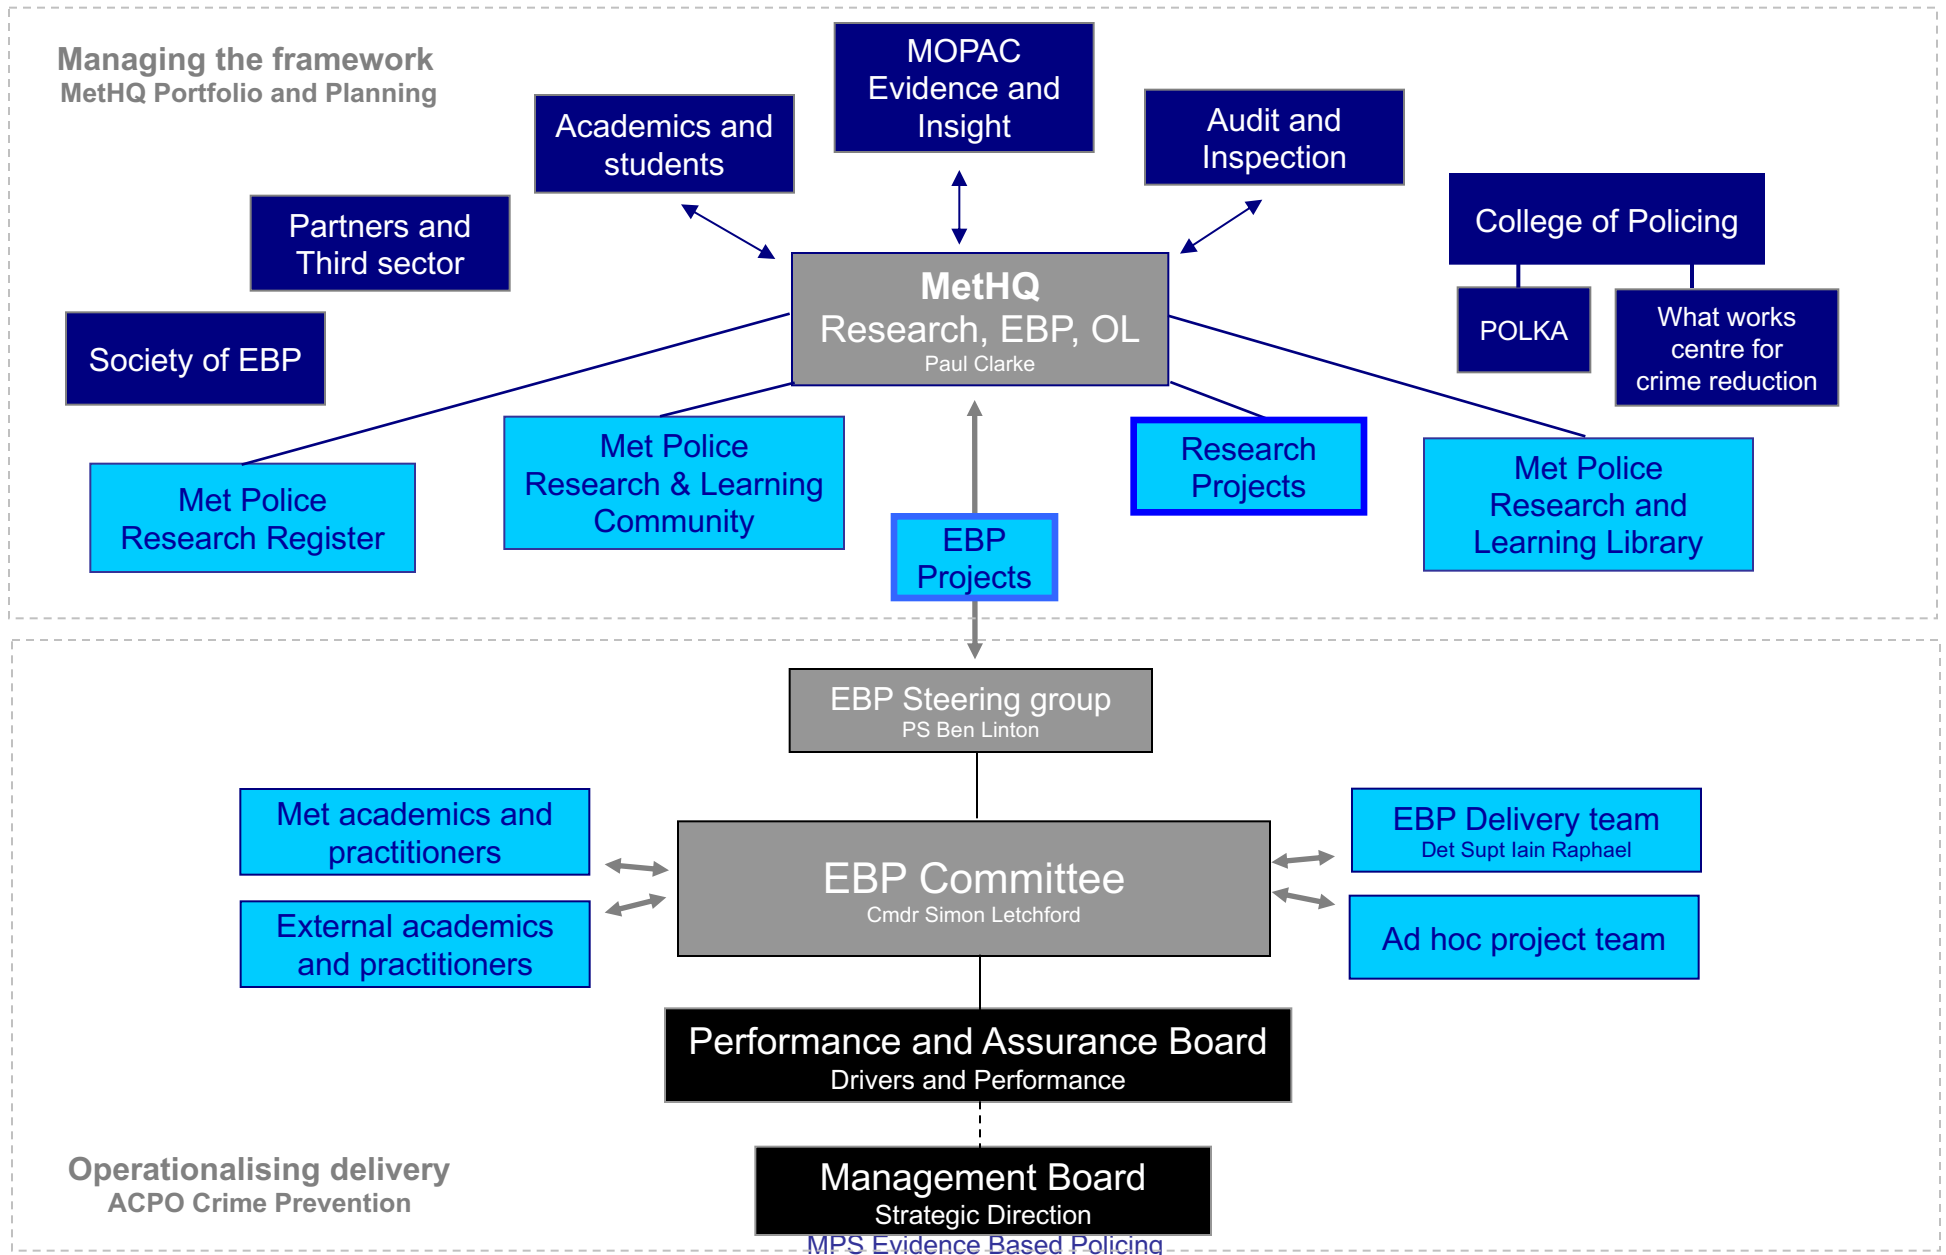 Managing the framework
MetHQ Portfolio and Planning
MOPAC
Evidence and
Insight
Academics and
students
Audit and
Inspection
Partners and
Third sector
College of Policing
Society of EBP
MetHQ
Research, EBP, OL
Paul Clarke
POLKA
What works
centre for
crime reduction
Met Police
Research Register
Met Police
Research & Learning
Community
EBP
Projects
Research
Projects
Met Police
Research and
Learning Library
EBP Steering group
PS Ben Linton
Met academics and
practitioners
External academics
and practitioners
EBP Committee
Cmdr Simon Letchford
EBP Delivery team
Det Supt Iain Raphael
Ad hoc project team
Performance and Assurance Board
Drivers and Performance
Operationalising delivery
ACPO Crime Prevention
Management Board
Strategic Direction
MPS Evidence Based Policing